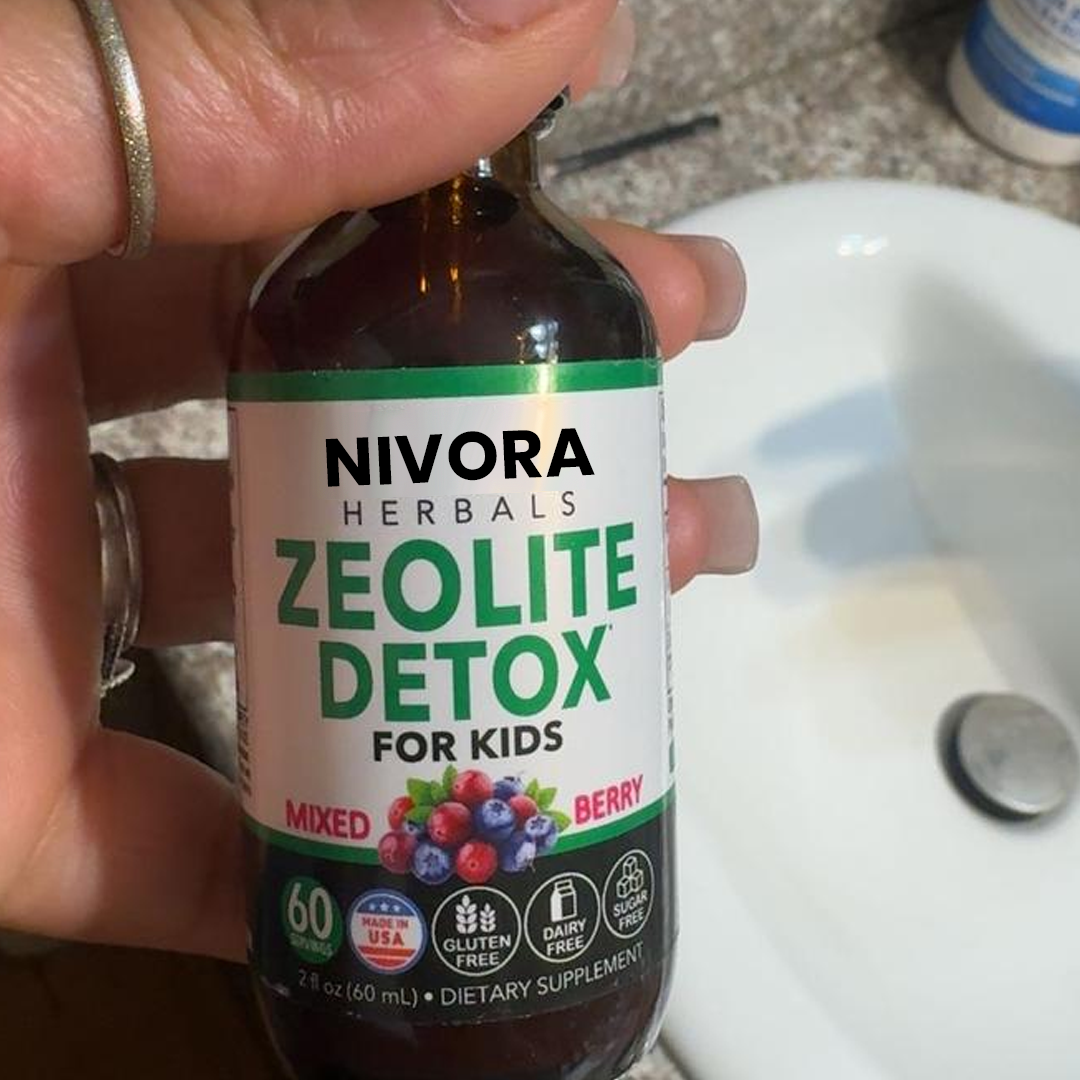 NIVORA
HERBALS
ZEOLITE
DETOX
FOR KIDS
MIXED BERRY
60
SERVINGS
MADE IN
USA
GLUTEN
FREE
DAIRY
FREE
SUGAR
FREE
2 fl oz (60 mL) • DIETARY SUPPLEMENT